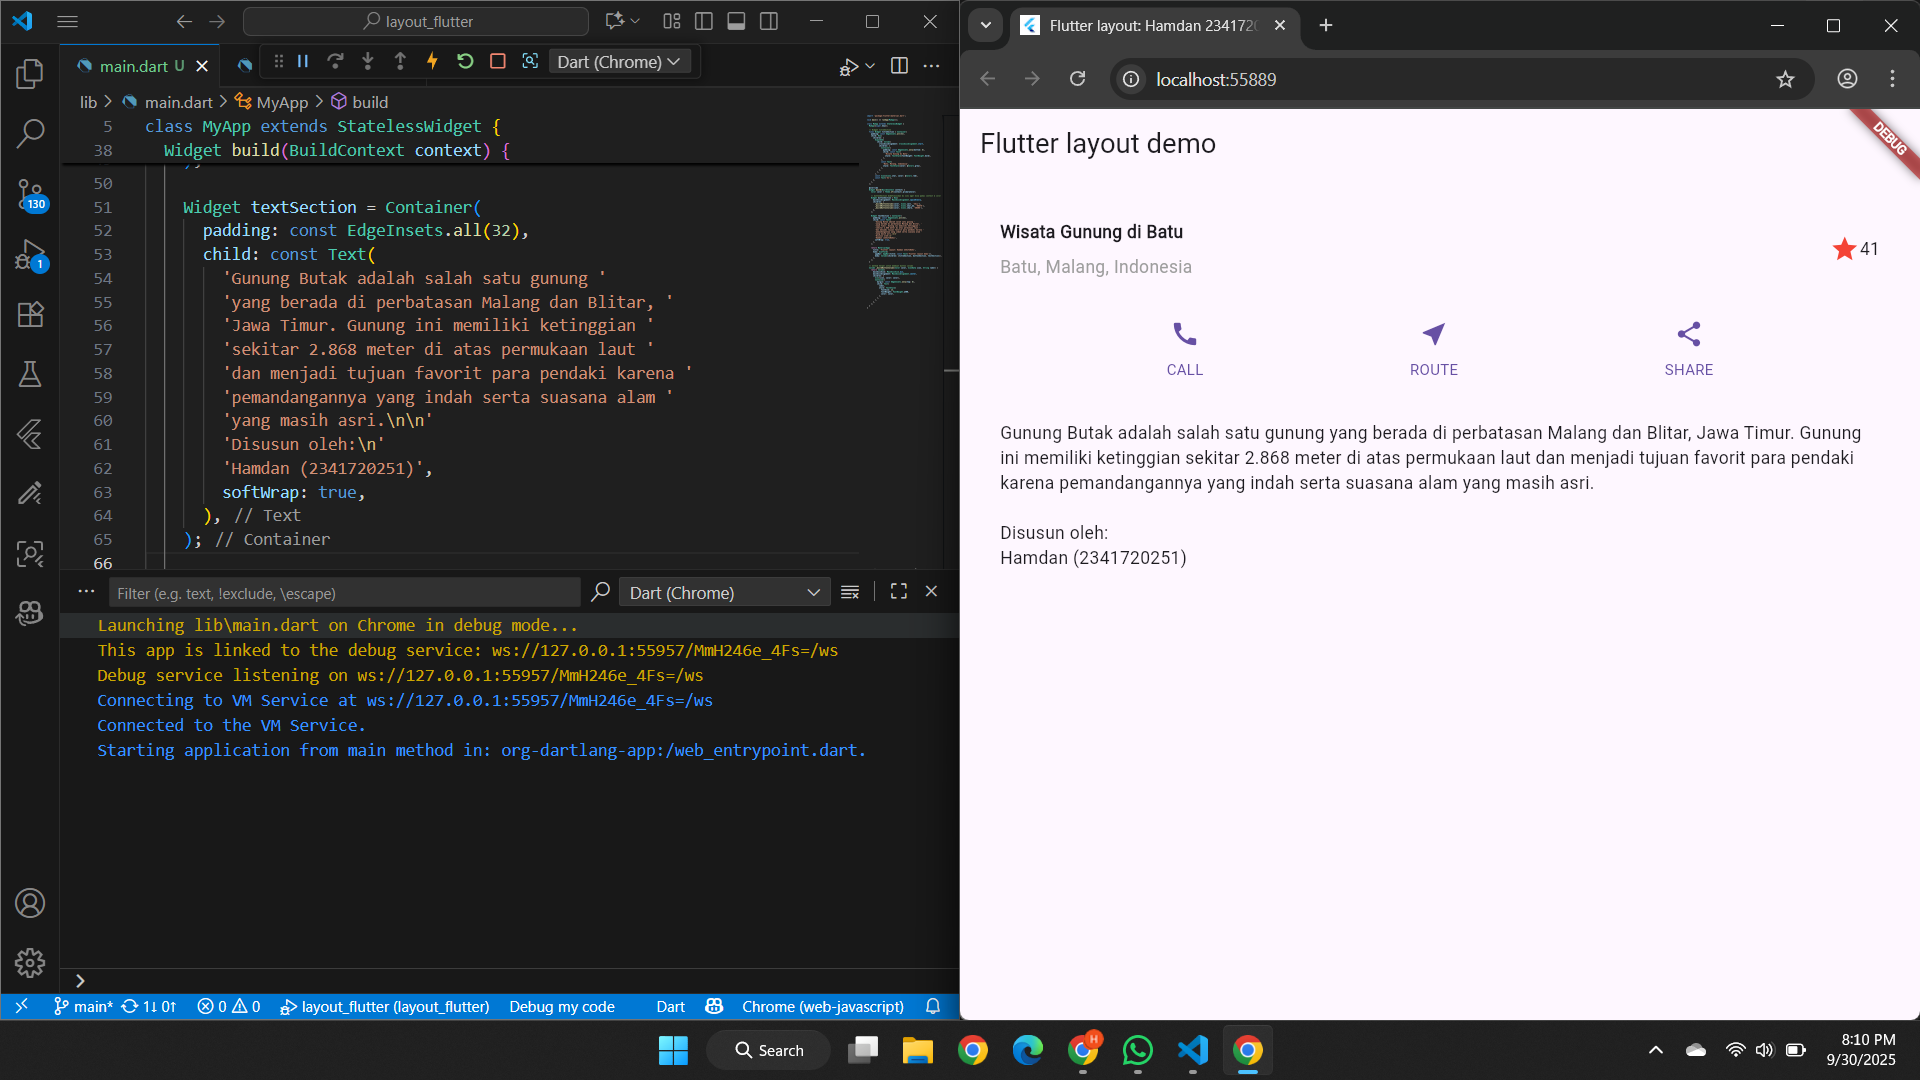 layout_flutter
main.dart U
Dart (Chrome)
lib > main.dart > MyApp > build
5 class MyApp extends StatelessWidget {
38 Widget build(BuildContext context) {
50
51 Widget textSection = Container(
52 padding: const EdgeInsets.all(32),
53 child: const Text(
54 'Gunung Butak adalah salah satu gunung '
55 'yang berada di perbatasan Malang dan Blitar, '
56 'Jawa Timur. Gunung ini memiliki ketinggian '
57 'sekitar 2.868 meter di atas permukaan laut '
58 'dan menjadi tujuan favorit para pendaki karena '
59 'pemandangannya yang indah serta suasana alam '
60 'yang masih asri.\n\n'
61 'Disusun oleh:\n'
62 'Hamdan (2341720251)',
63 softWrap: true,
64 ), // Text
65 ); // Container
66
130
1
Filter (e.g. text, !exclude, \escape)
Dart (Chrome)
Launching lib\main.dart on Chrome in debug mode...
This app is linked to the debug service: ws://127.0.0.1:55957/MmH246e_4Fs=/ws
Debug service listening on ws://127.0.0.1:55957/MmH246e_4Fs=/ws
Connecting to VM Service at ws://127.0.0.1:55957/MmH246e_4Fs=/ws
Connected to the VM Service.
Starting application from main method in: org-dartlang-app:/web_entrypoint.dart.
main* 1↓ 0↑ 0 0 layout_flutter (layout_flutter) Debug my code Dart Chrome (web-javascript)
Flutter layout: Hamdan 234172
localhost:55889
Flutter layout demo
DEBUG
Wisata Gunung di Batu
Batu, Malang, Indonesia
41
CALL ROUTE SHARE
Gunung Butak adalah salah satu gunung yang berada di perbatasan Malang dan Blitar, Jawa Timur. Gunung
ini memiliki ketinggian sekitar 2.868 meter di atas permukaan laut dan menjadi tujuan favorit para pendaki
karena pemandangannya yang indah serta suasana alam yang masih asri.
Disusun oleh:
Hamdan (2341720251)
Search
H
8:10 PM
9/30/2025